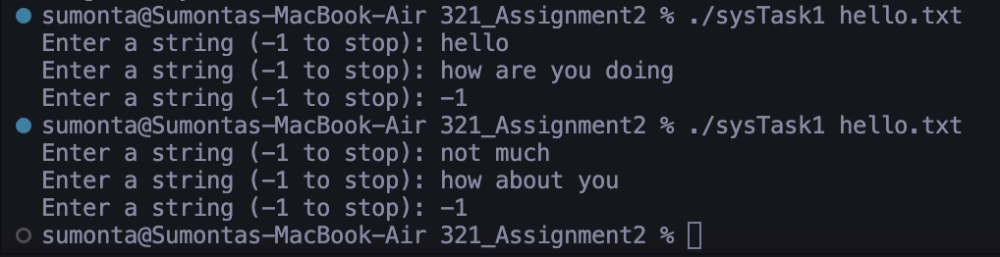 sumonta@Sumontas-MacBook-Air 321_Assignment2 % ./sysTask1 hello.txt
Enter a string (-1 to stop): hello
Enter a string (-1 to stop): how are you doing
Enter a string (-1 to stop): -1
sumonta@Sumontas-MacBook-Air 321_Assignment2 % ./sysTask1 hello.txt
Enter a string (-1 to stop): not much
Enter a string (-1 to stop): how about you
Enter a string (-1 to stop): -1
sumonta@Sumontas-MacBook-Air 321_Assignment2 %